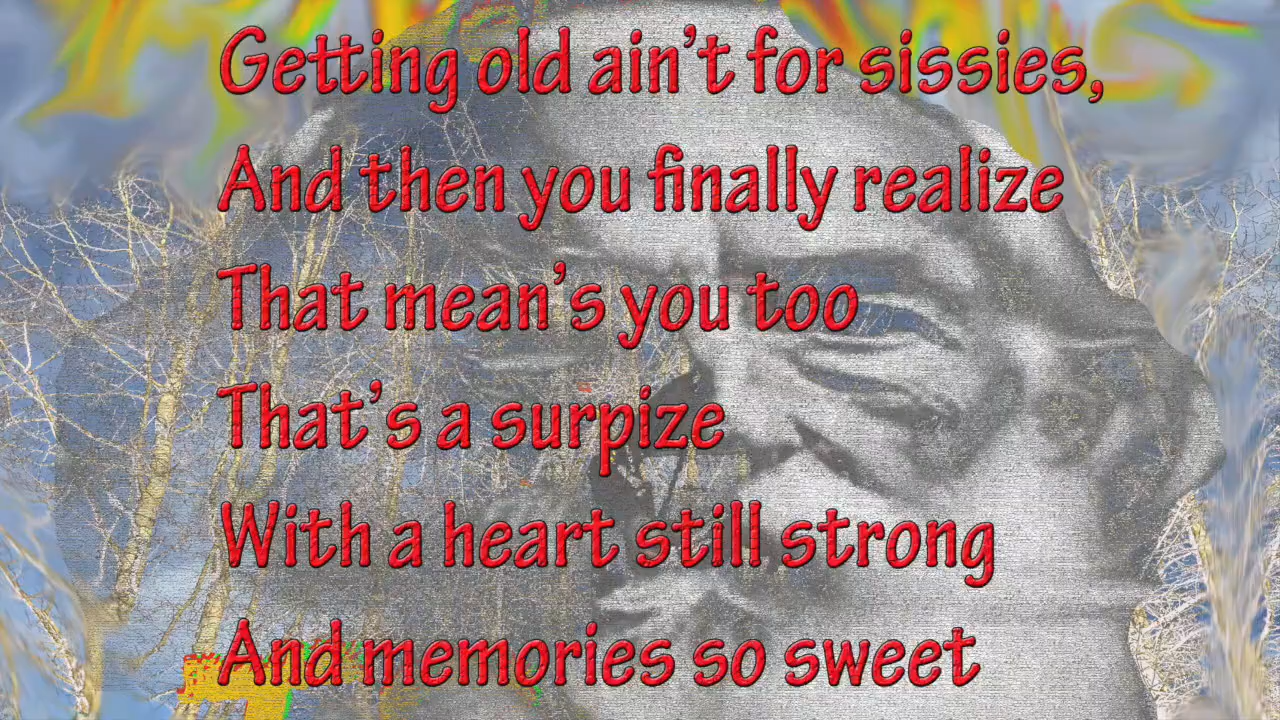 Getting old ain’t for sissies,
And then you finally realize
That mean’s you too
That’s a surpize
With a heart still strong
And memories so sweet